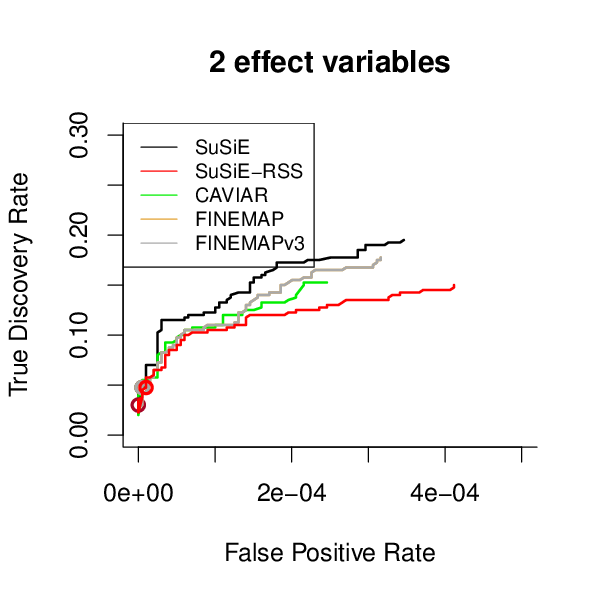 2 effect variables
True Discovery Rate
0.30
0.20
0.10
0.00
SuSiE
SuSiE−RSS
CAVIAR
FINEMAP
FINEMAPv3
0e+00
2e−04
4e−04
False Positive Rate